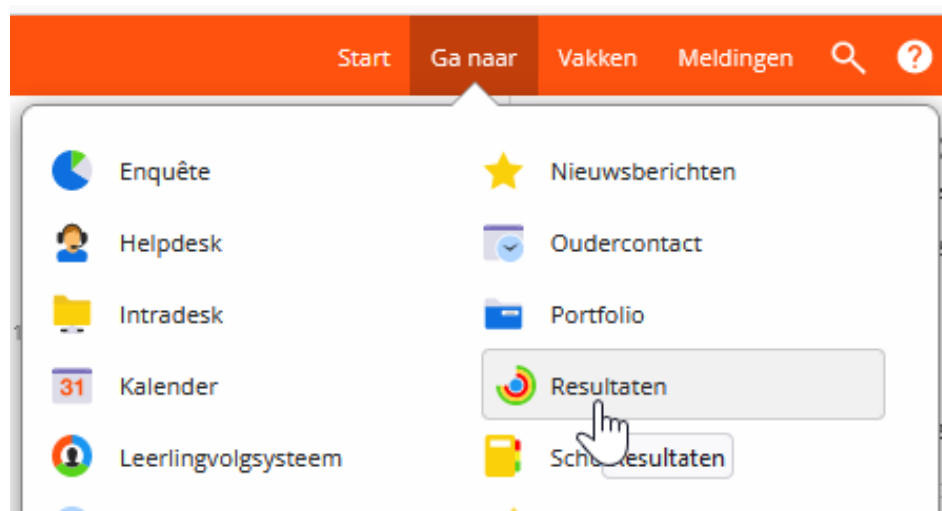 Start Ga naar Vakken Meldingen ?
Enquête
Nieuwsberichten
Helpdesk
Oudercontact
Intradesk
Portfolio
31 Kalender
Resultaten
Leerlingvolgsysteem
Resultaten